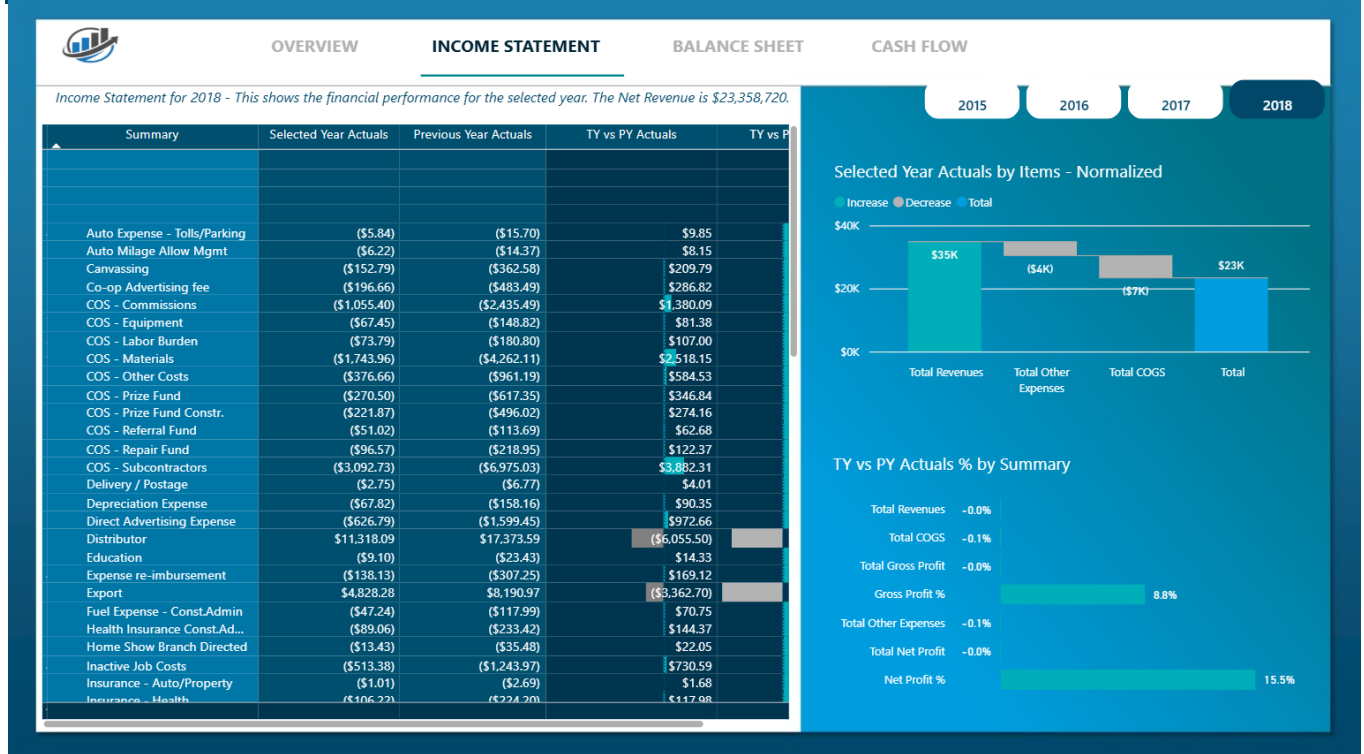 OVERVIEW INCOME STATEMENT BALANCE SHEET CASH FLOW
Income Statement for 2018 - This shows the financial performance for the selected year. The Net Revenue is $23,358,720.
2015 2016 2017 2018
Summary Selected Year Actuals Previous Year Actuals TY vs PY Actuals TY vs P
Auto Expense - Tolls/Parking ($5.84) ($15.70) $9.85
Auto Milage Allow Mgmt ($6.22) ($14.37) $8.15
Canvassing ($152.79) ($362.58) $209.79
Co-op Advertising fee ($196.66) ($483.49) $286.82
COS - Commissions ($1,055.40) ($2,435.49) $1,380.09
COS - Equipment ($67.45) ($148.82) $81.38
COS - Labor Burden ($73.79) ($180.80) $107.00
COS - Materials ($1,743.96) ($4,262.11) $2,518.15
COS - Other Costs ($376.66) ($961.19) $584.53
COS - Prize Fund ($270.50) ($617.35) $346.84
COS - Prize Fund Constr. ($221.87) ($496.02) $274.16
COS - Referral Fund ($51.02) ($113.69) $62.68
COS - Repair Fund ($96.57) ($218.95) $122.37
COS - Subcontractors ($3,092.73) ($6,975.03) $3,882.31
Delivery / Postage ($2.75) ($6.77) $4.01
Depreciation Expense ($67.82) ($158.16) $90.35
Direct Advertising Expense ($626.79) ($1,599.45) $972.66
Distributor $11,318.09 $17,373.59 ($6,055.50)
Education ($9.10) ($23.43) $14.33
Expense re-imbursement ($138.13) ($307.25) $169.12
Export $4,828.28 $8,190.97 ($3,362.70)
Fuel Expense - Const.Admin ($47.24) ($117.99) $70.75
Health Insurance Const.Ad... ($89.06) ($233.42) $144.37
Home Show Branch Directed ($13.43) ($35.48) $22.05
Inactive Job Costs ($513.38) ($1,243.97) $730.59
Insurance - Auto/Property ($1.01) ($2.69) $1.68
Insurance - Health ($106.22) ($224.20) $117.98
Selected Year Actuals by Items - Normalized
Increase Decrease Total
$40K
$35K
($4K)
$23K
$20K
($7K)
$0K
Total Revenues Total Other Total COGS Total
Expenses
TY vs PY Actuals % by Summary
Total Revenues -0.0%
Total COGS -0.1%
Total Gross Profit -0.0%
Gross Profit % 8.8%
Total Other Expenses -0.1%
Total Net Profit -0.0%
Net Profit % 15.5%